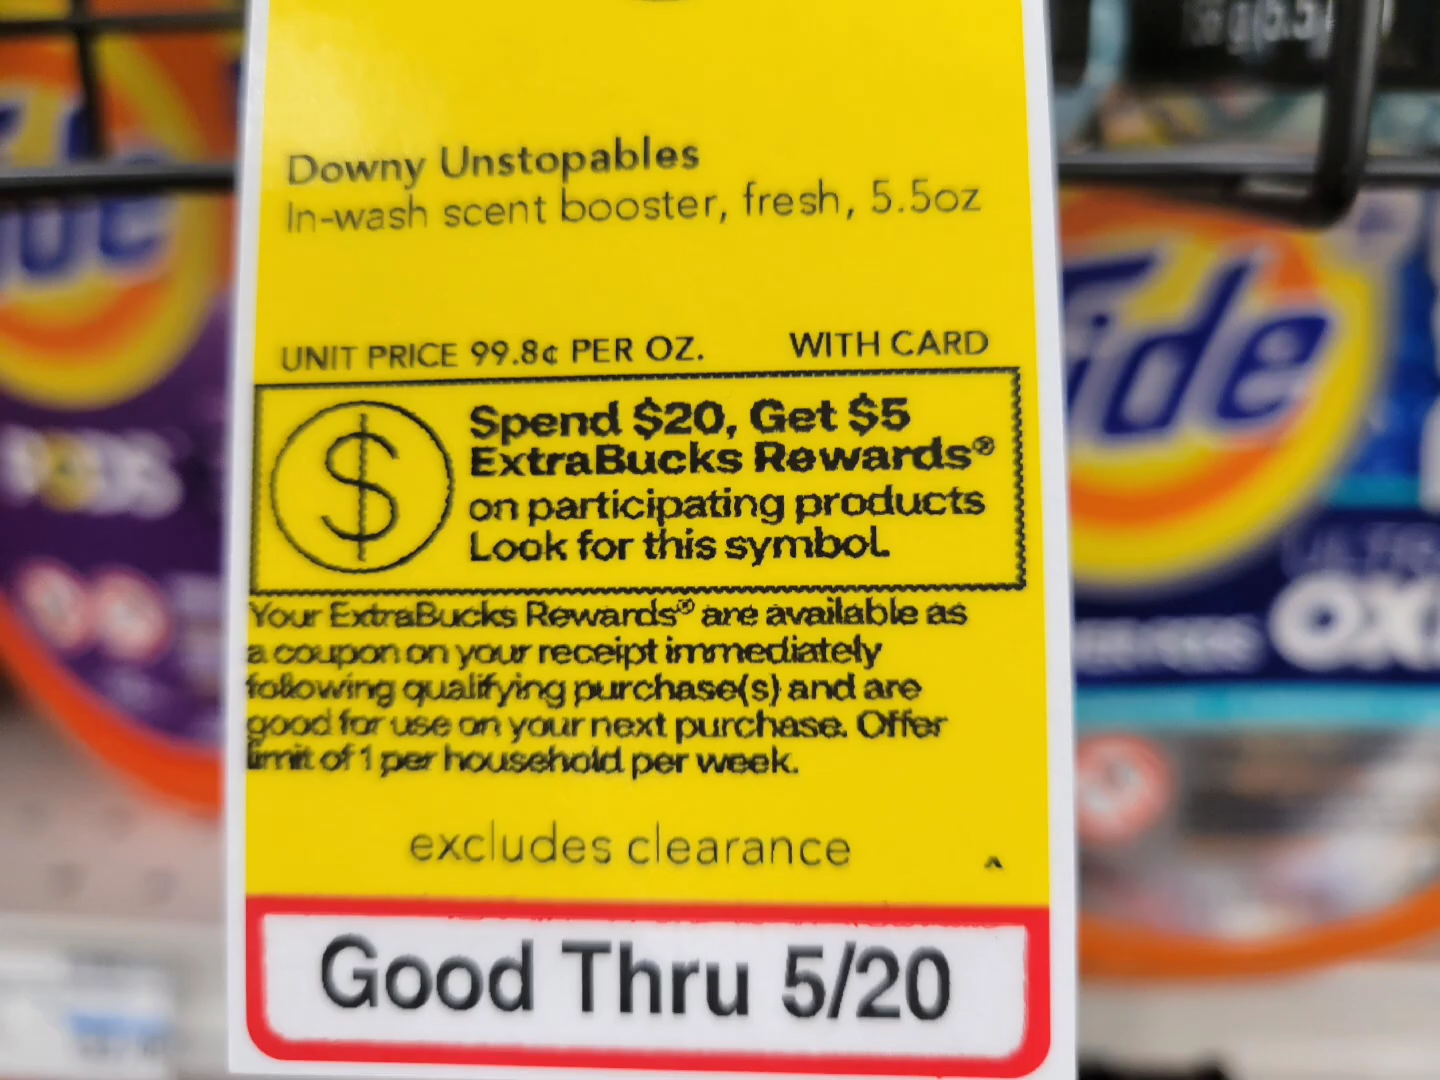 Downy Unstopables
In-wash scent booster, fresh, 5.5oz
UNIT PRICE 99.8¢ PER OZ. WITH CARD
$
Spend $20, Get $5
ExtraBucks Rewards®
on participating products
Look for this symbol.
Your ExtraBucks Rewards® are available as
a coupon on your receipt immediately
following qualifying purchase(s) and are
good for use on your next purchase. Offer
limit of 1 per household per week.
excludes clearance
^
Good Thru 5/20
Tide
ULTRA
OXI